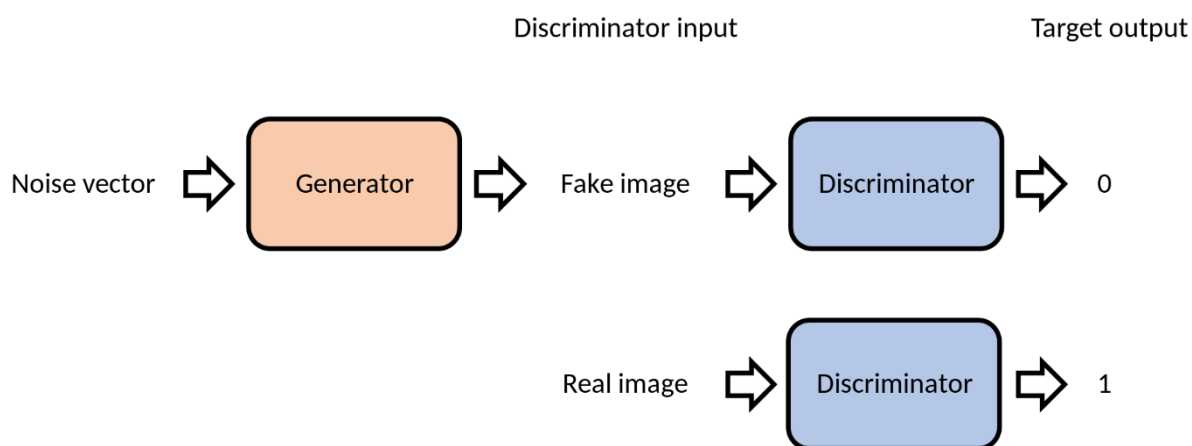 Discriminator input Target output
Noise vector Generator Fake image Discriminator 0
Real image Discriminator 1